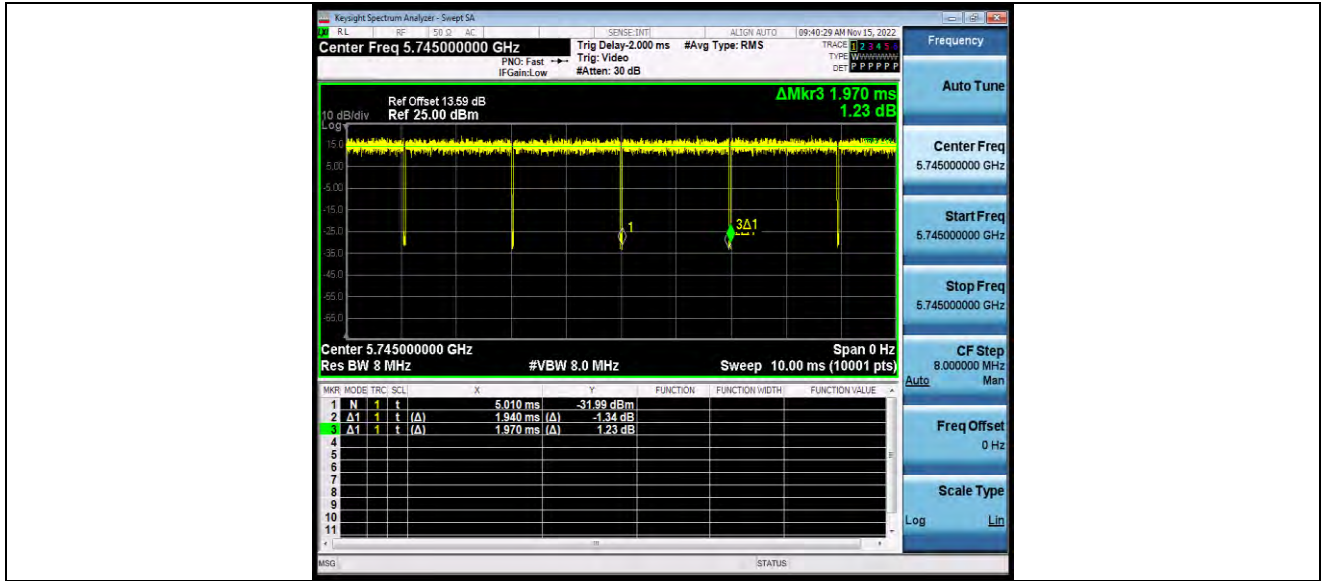 Keysight Spectrum Analyzer - Swept SA
RL RF 50 Ω AC SENSE:INT ALIGN AUTO 09:40:29 AM Nov 15, 2022
Center Freq 5.745000000 GHz
PNO: Fast
IFGain:Low
Trig Delay-2.000 ms
Trig: Video
#Atten: 30 dB
#Avg Type: RMS
TRACE 1 2 3 4 5 6
TYPE WWWWWW
DET P P P P P P
ΔMkr3 1.970 ms
1.23 dB
Ref Offset 13.59 dB
10 dB/div Ref 25.00 dBm
Log
15.0
5.00
-5.00
-15.0
-25.0
-35.0
-45.0
-55.0
-65.0
1
3Δ1
Center 5.745000000 GHz Span 0 Hz
Res BW 8 MHz #VBW 8.0 MHz Sweep 10.00 ms (10001 pts)
MKR MODE TRC SCL X Y FUNCTION FUNCTION WIDTH FUNCTION VALUE
1 N 1 t 5.010 ms -31.99 dBm
2 Δ1 1 t (Δ) 1.940 ms (Δ) -1.34 dB
3 Δ1 1 t (Δ) 1.970 ms (Δ) 1.23 dB
4
5
6
7
8
9
10
11
MSG STATUS
Frequency
Auto Tune
Center Freq
5.745000000 GHz
Start Freq
5.745000000 GHz
Stop Freq
5.745000000 GHz
CF Step
8.000000 MHz
Auto Man
Freq Offset
0 Hz
Scale Type
Log Lin